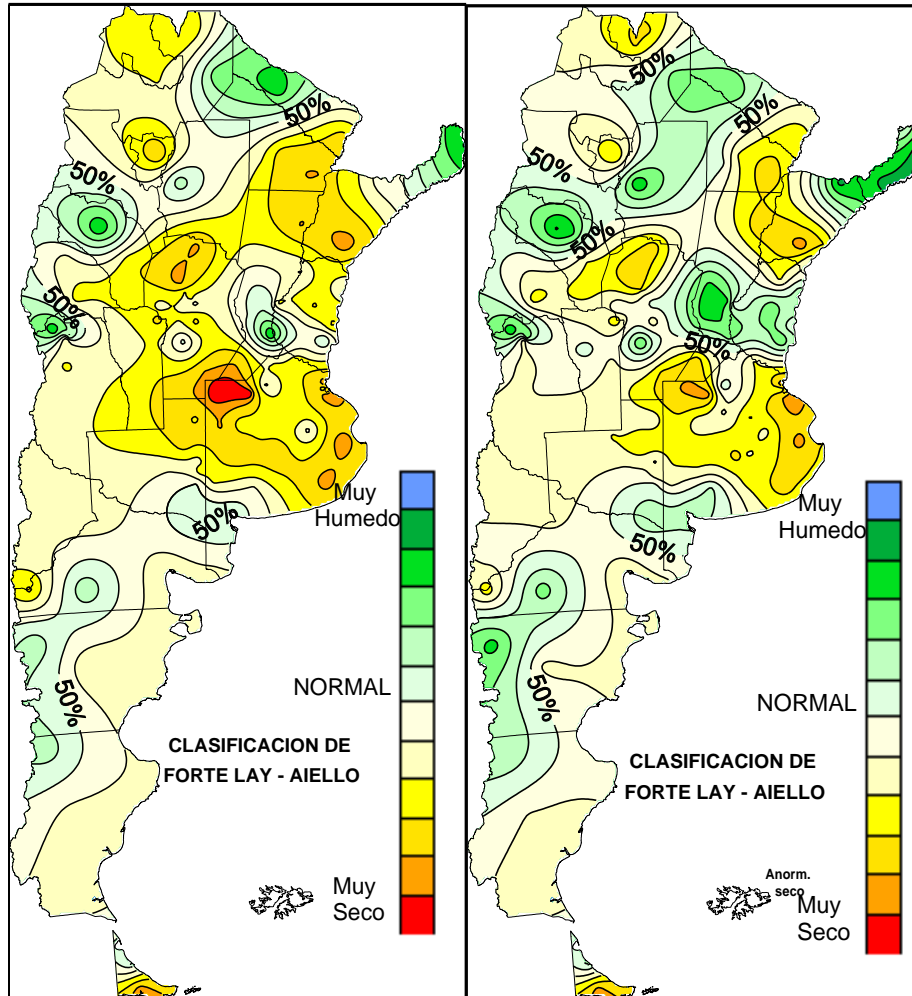 50%
50%
50%
50%
50%
50%
Muy
Humedo
NORMAL
CLASIFICACION DE
FORTE LAY - AIELLO
Muy
Seco
50%
50%
50%
50%
50%
50%
50%
Muy
Humedo
NORMAL
CLASIFICACION DE
FORTE LAY - AIELLO
Anorm.
seco
Muy
Seco